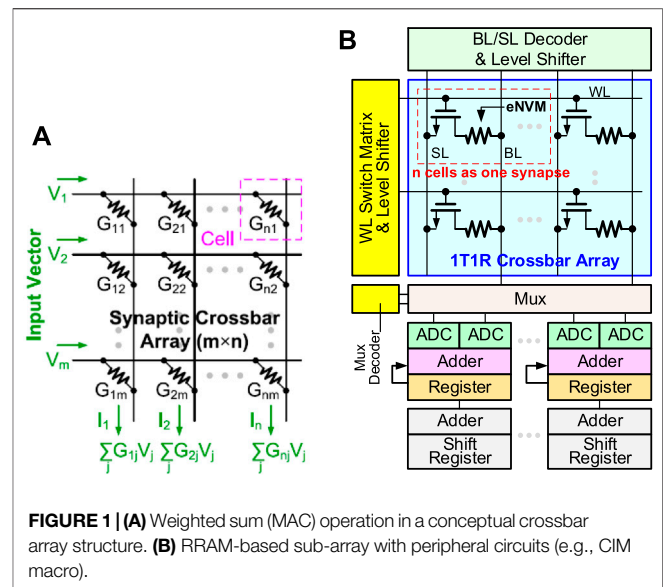 A
Input Vector
V1
V2
Vm
G11
G21
Gn1
Cell
G12
G22
Gn2
Synaptic Crossbar
Array (m×n)
G1m
G2m
Gnm
I1
I2
In
∑G1jVj
j
∑G2jVj
j
∑GnjVj
j
B
BL/SL Decoder
& Level Shifter
WL Switch Matrix
& Level Shifter
WL
eNVM
SL
BL
n cells as one synapse
1T1R Crossbar Array
Mux
Mux
Decoder
ADC ADC
ADC ADC
Adder
Adder
Register
Register
Adder
Adder
Shift
Register
Shift
Register
FIGURE 1 | (A) Weighted sum (MAC) operation in a conceptual crossbar
array structure. (B) RRAM-based sub-array with peripheral circuits (e.g., CIM
macro).